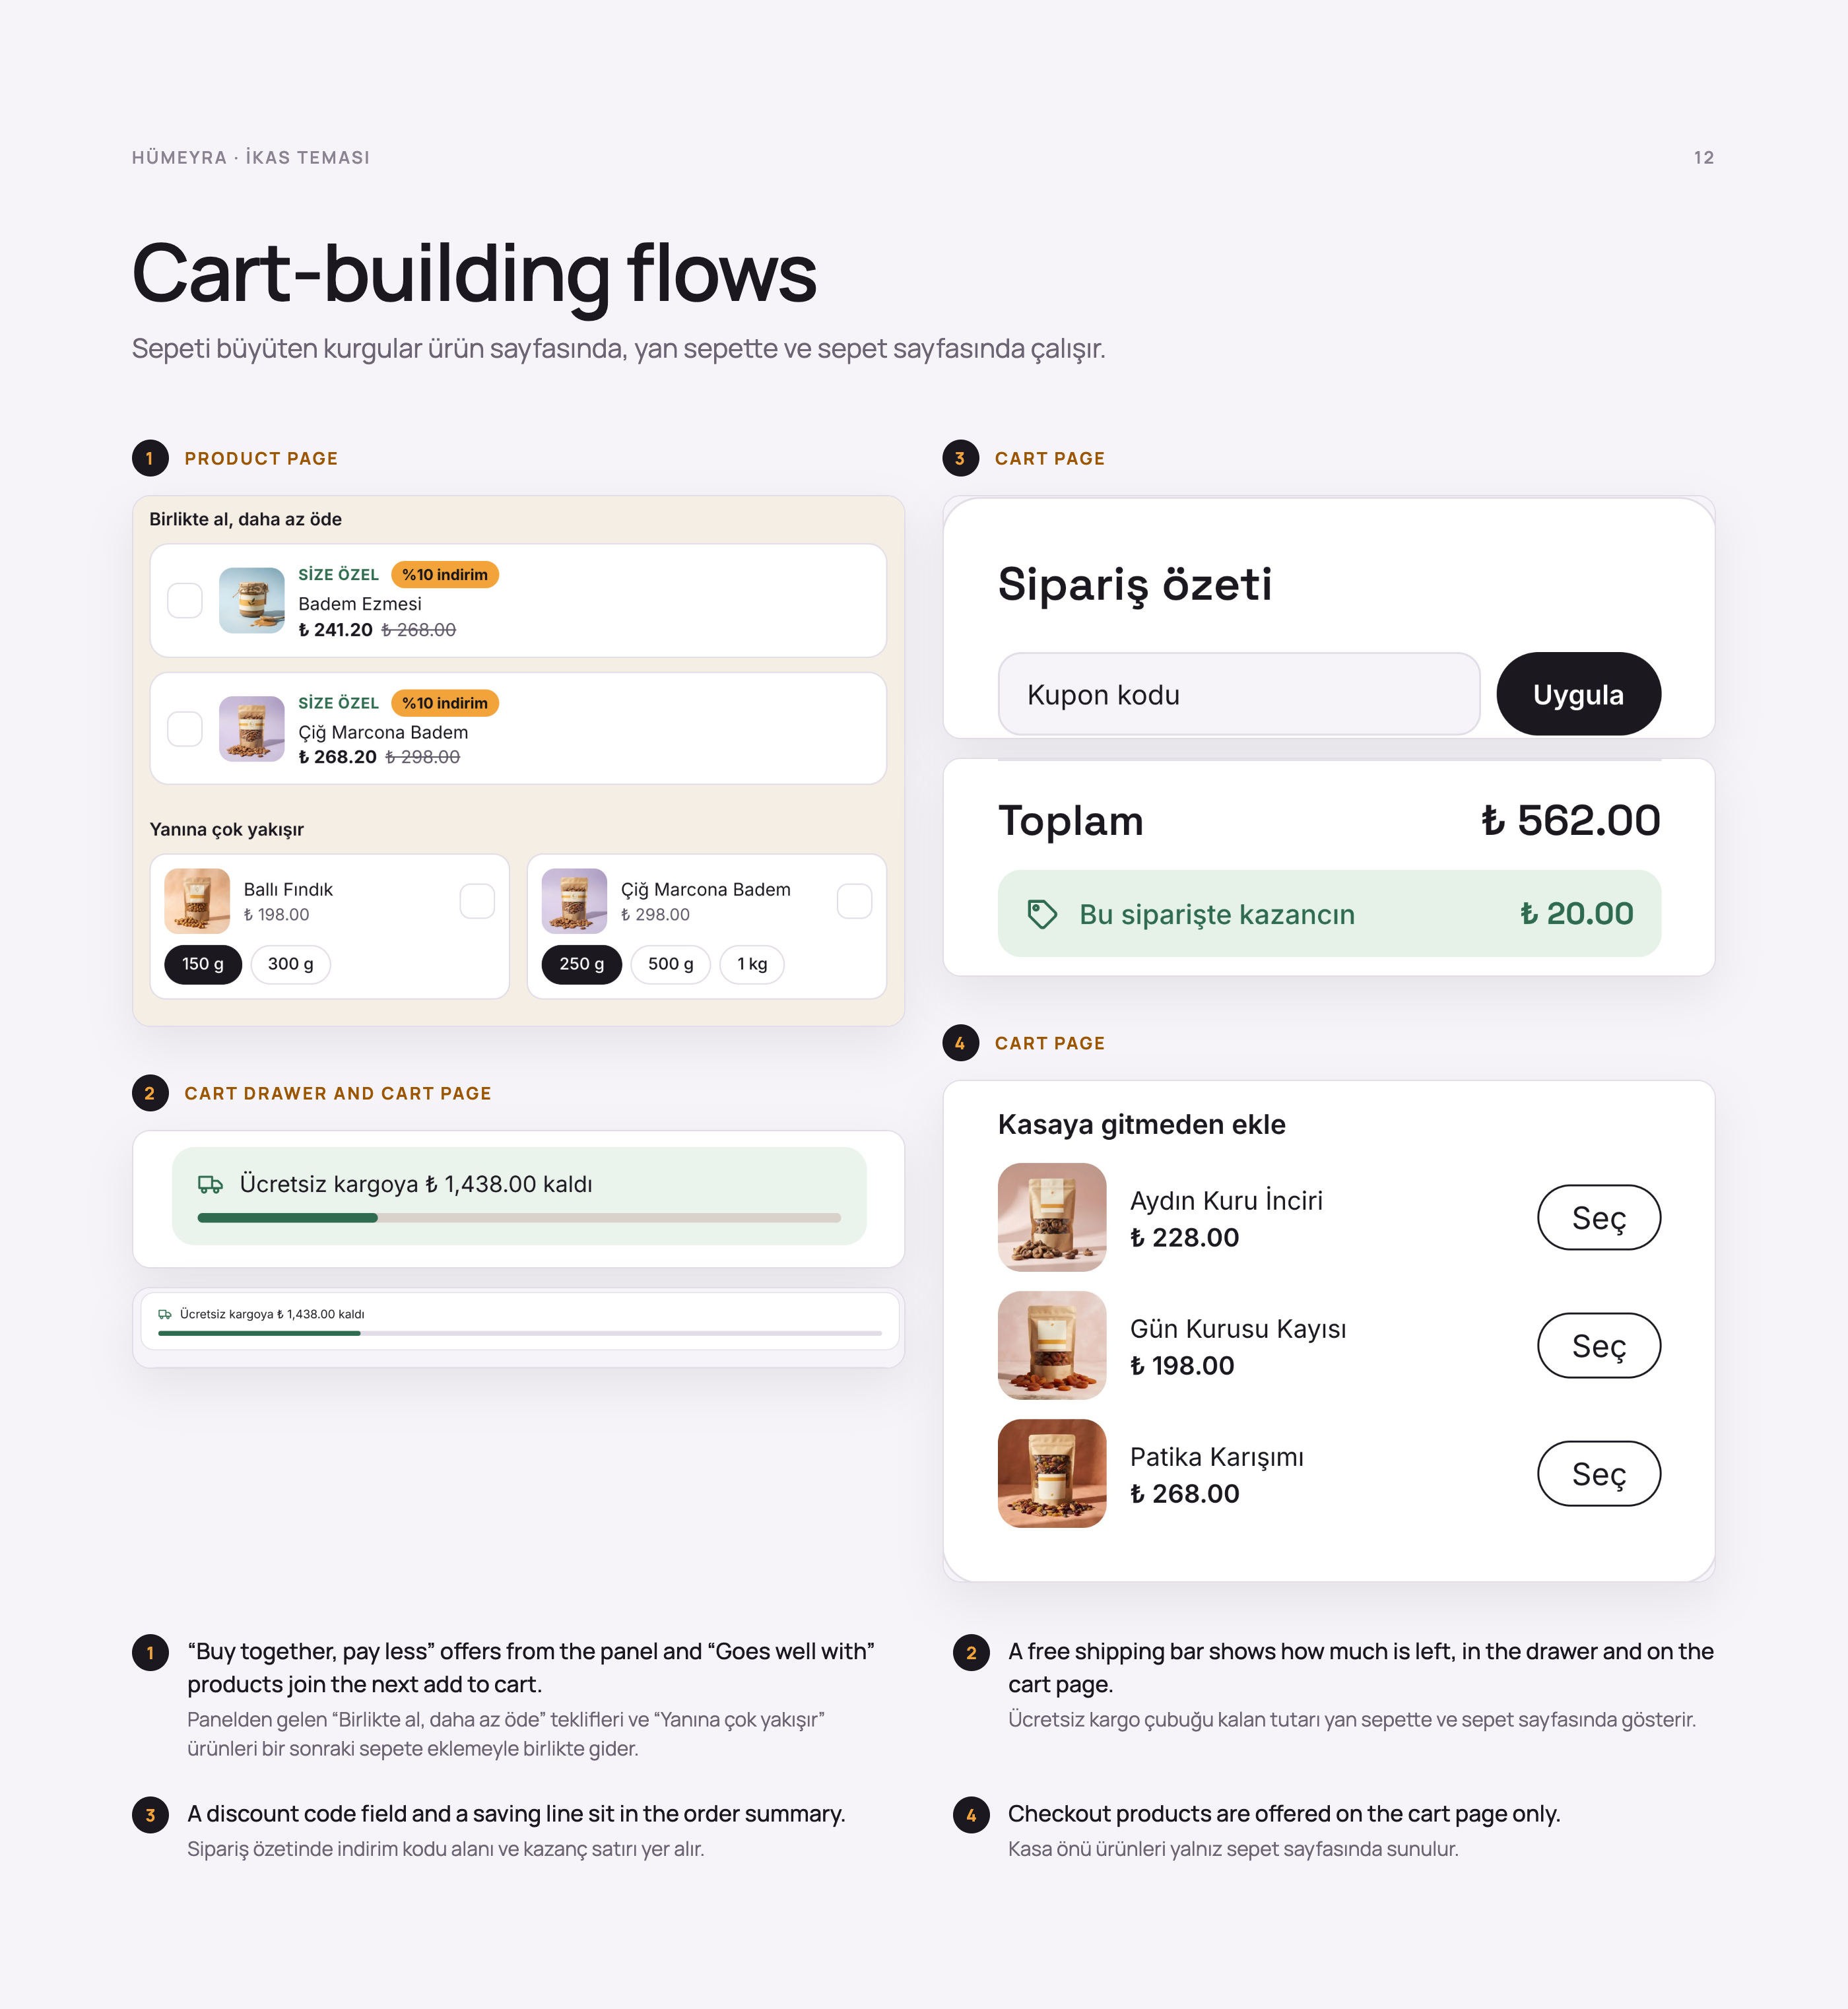 HÜMEYRA · İKAS TEMASI
12
Cart-building flows
Sepeti büyüten kurgular ürün sayfasında, yan sepette ve sepet sayfasında çalışır.
1 PRODUCT PAGE
Birlikte al, daha az öde
SİZE ÖZEL %10 indirim
Badem Ezmesi
₺ 241.20 ₺ 268.00
SİZE ÖZEL %10 indirim
Çiğ Marcona Badem
₺ 268.20 ₺ 298.00
Yanına çok yakışır
Ballı Fındık
₺ 198.00
150 g 300 g
Çiğ Marcona Badem
₺ 298.00
250 g 500 g 1 kg
2 CART DRAWER AND CART PAGE
Ücretsiz kargoya ₺ 1,438.00 kaldı
Ücretsiz kargoya ₺ 1,438.00 kaldı
3 CART PAGE
Sipariş özeti
Kupon kodu Uygula
Toplam ₺ 562.00
Bu siparişte kazancın ₺ 20.00
4 CART PAGE
Kasaya gitmeden ekle
Aydın Kuru İnciri
₺ 228.00
Seç
Gün Kurusu Kayısı
₺ 198.00
Seç
Patika Karışımı
₺ 268.00
Seç
1 “Buy together, pay less” offers from the panel and “Goes well with”
products join the next add to cart.
Panelden gelen “Birlikte al, daha az öde” teklifleri ve “Yanına çok yakışır”
ürünleri bir sonraki sepete eklemeyle birlikte gider.
2 A free shipping bar shows how much is left, in the drawer and on the
cart page.
Ücretsiz kargo çubuğu kalan tutarı yan sepette ve sepet sayfasında gösterir.
3 A discount code field and a saving line sit in the order summary.
Sipariş özetinde indirim kodu alanı ve kazanç satırı yer alır.
4 Checkout products are offered on the cart page only.
Kasa önü ürünleri yalnız sepet sayfasında sunulur.